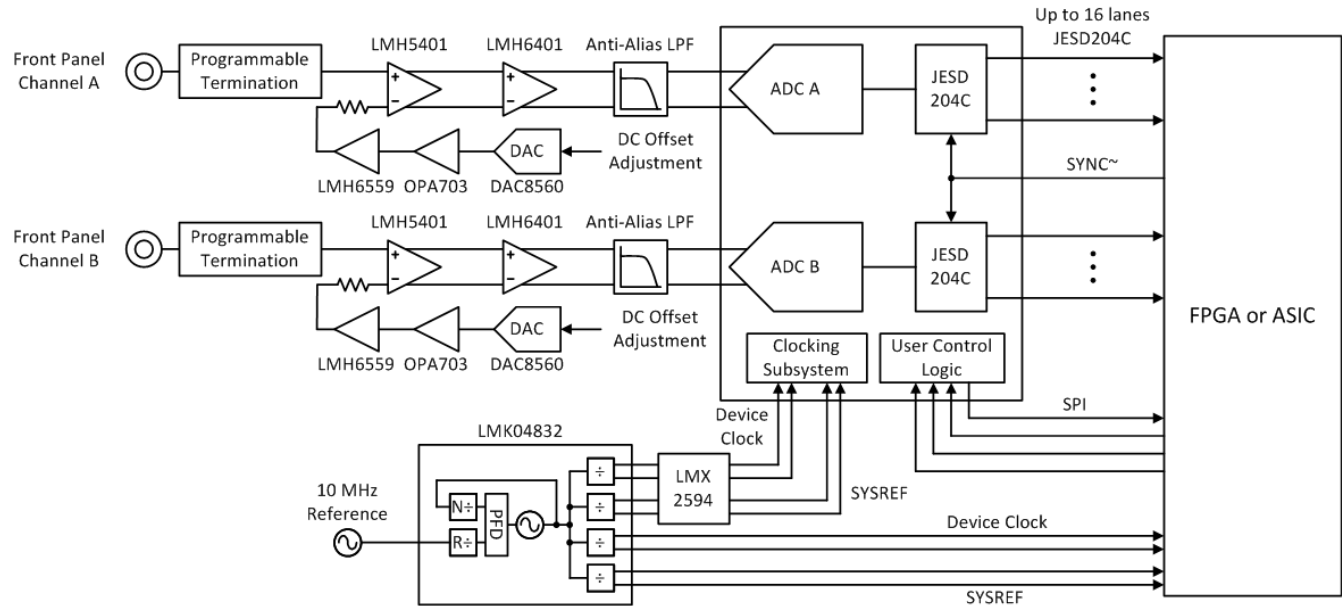 Up to 16 lanes
JESD204C
Front Panel
Channel A
Programmable
Termination
LMH5401
LMH6401
Anti-Alias LPF
+
−
+
−
ADC A
JESD
204C
LMH6559
OPA703
DAC
DAC8560
DC Offset
Adjustment
SYNC~
Front Panel
Channel B
Programmable
Termination
LMH5401
LMH6401
Anti-Alias LPF
+
−
+
−
ADC B
JESD
204C
LMH6559
OPA703
DAC
DAC8560
DC Offset
Adjustment
FPGA or ASIC
Clocking
Subsystem
User Control
Logic
SPI
Device
Clock
LMK04832
10 MHz
Reference
N÷
R÷
PFD
÷
÷
÷
÷
LMX
2594
SYSREF
Device Clock
SYSREF